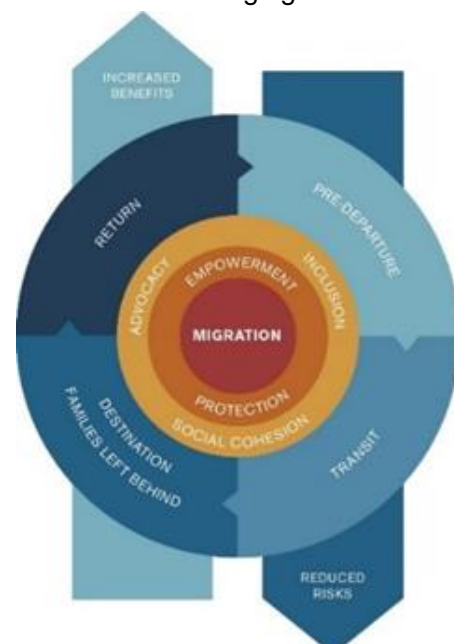 INCREASED
BENEFITS
RETURN
PRE-DEPARTURE
ADVOCACY
EMPOWERMENT
INCLUSION
MIGRATION
PROTECTION
SOCIAL COHESION
DESTINATION
FAMILIES LEFT BEHIND
TRANSIT
REDUCED
RISKS